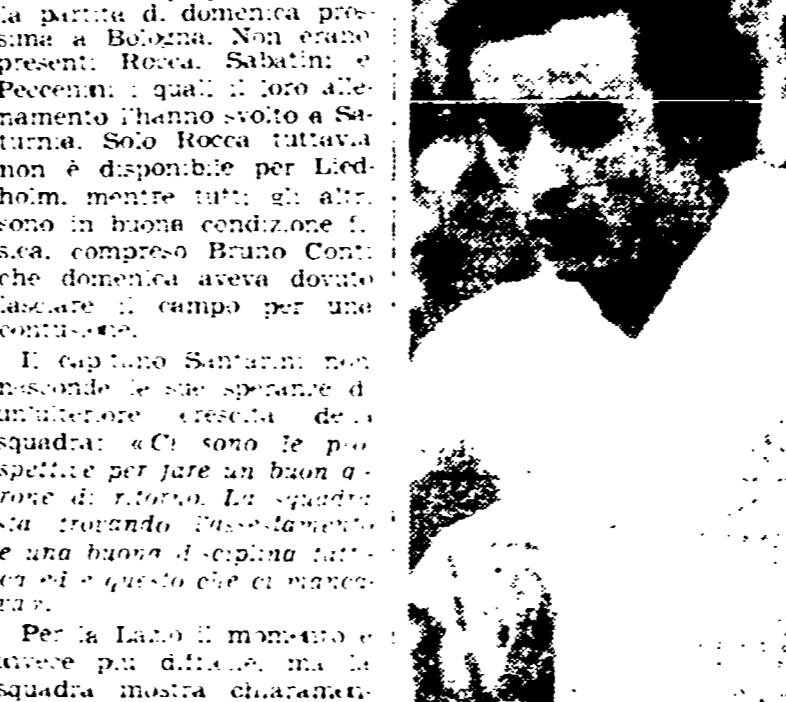 la partita di domenica pros-
sima a Bologna. Non erano
presenti Rocca, Sabatini e
Peccenini i quali il loro alle-
namento l'hanno svolto a Sa-
turnia. Solo Rocca tuttavia
non è disponibile per Lied-
holm, mentre tutti gli altri
sono in buona condizione fi-
sica, compreso Bruno Conti
che domenica aveva dovuto
lasciare il campo per una
contusione.
Il capitano Santarini non
nasconde le sue speranze di
un'ulteriore crescita della
squadra: «Ci sono le pro-
spettive per fare un buon gi-
rone di ritorno. La squadra
sta trovando l'assestamento
e una buona disciplina tatti-
ca ed è questo che ci manca-
va».
Per la Lazio il momento è
invece più difficile, ma la
squadra mostra chiaramen-